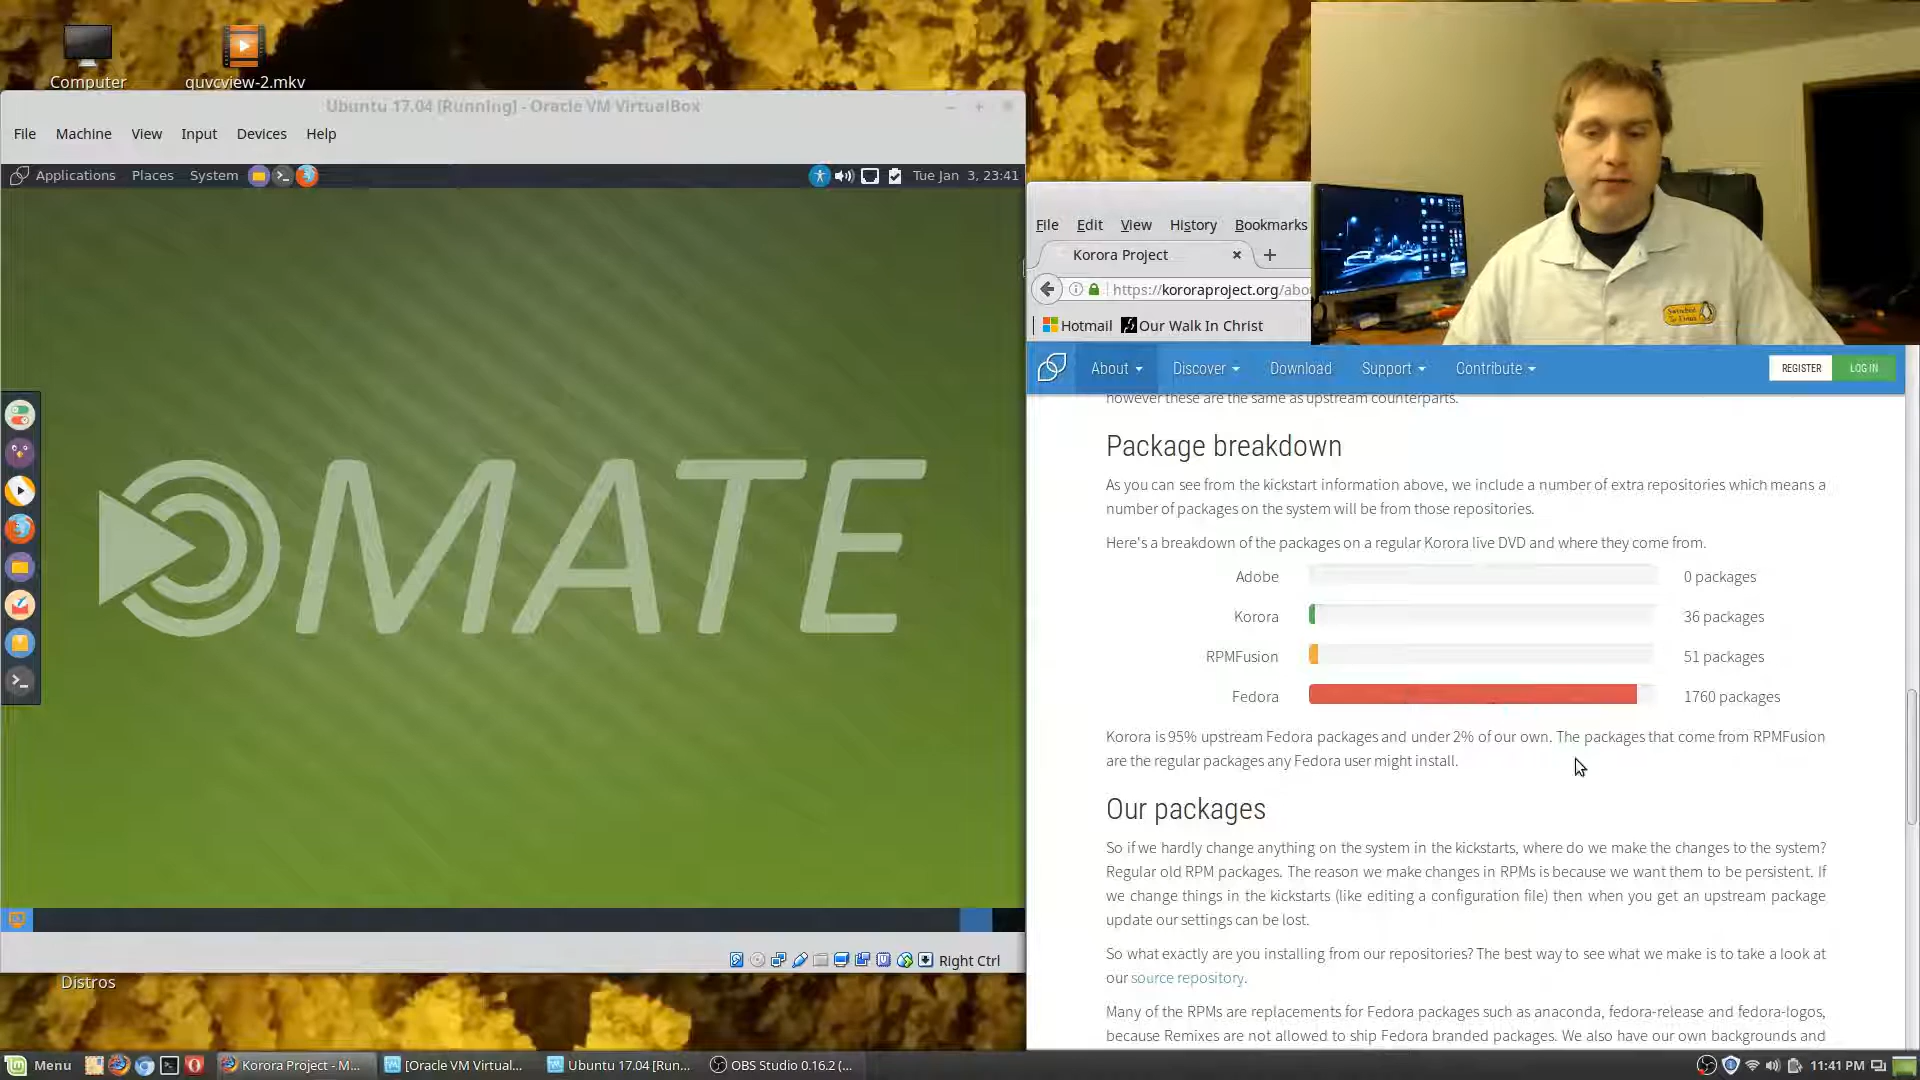 Computer
guvcview-2.mkv
Ubuntu 17.04 [Running] - Oracle VM VirtualBox
File Machine View Input Devices Help
Applications Places System
Tue Jan 3, 23:41
MATE
Right Ctrl
Distros
File Edit View History Bookmarks
Korora Project
https://kororaproject.org/abo
Hotmail Our Walk In Christ
About Discover Download Support Contribute
REGISTER LOG IN
however these are the same as upstream counterparts.
Package breakdown
As you can see from the kickstart information above, we include a number of extra repositories which means a
number of packages on the system will be from those repositories.
Here's a breakdown of the packages on a regular Korora live DVD and where they come from.
Adobe 0 packages
Korora 36 packages
RPMFusion 51 packages
Fedora 1760 packages
Korora is 95% upstream Fedora packages and under 2% of our own. The packages that come from RPMFusion
are the regular packages any Fedora user might install.
Our packages
So if we hardly change anything on the system in the kickstarts, where do we make the changes to the system?
Regular old RPM packages. The reason we make changes in RPMs is because we want them to be persistent. If
we change things in the kickstarts (like editing a configuration file) then when you get an upstream package
update our settings can be lost.
So what exactly are you installing from our repositories? The best way to see what we make is to take a look at
our source repository.
Many of the RPMs are replacements for Fedora packages such as anaconda, fedora-release and fedora-logos,
because Remixes are not allowed to ship Fedora branded packages. We also have our own backgrounds and
Menu
Korora Project - M...
[Oracle VM Virtual...
Ubuntu 17.04 [Run...
OBS Studio 0.16.2 (...
11:41 PM